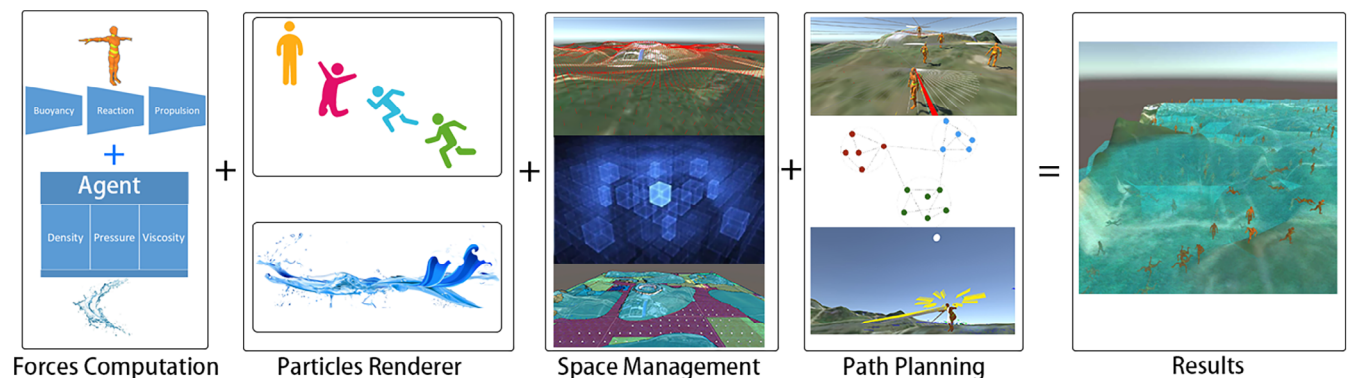 Buoyancy Reaction Propulsion
+
Agent
Density Pressure Viscosity
+
+
+
=
Forces Computation
Particles Renderer
Space Management
Path Planning
Results